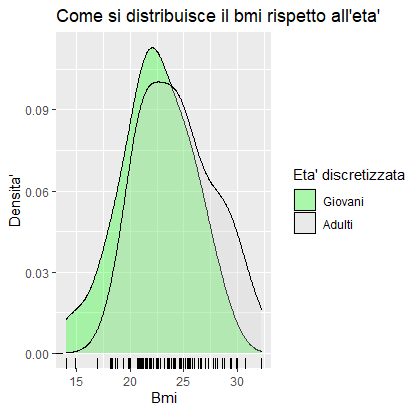 Come si distribuisce il bmi rispetto all'eta'
Densita'
0.09
0.06
0.03
0.00
15 20 25 30
Bmi
Eta' discretizzata
Giovani
Adulti